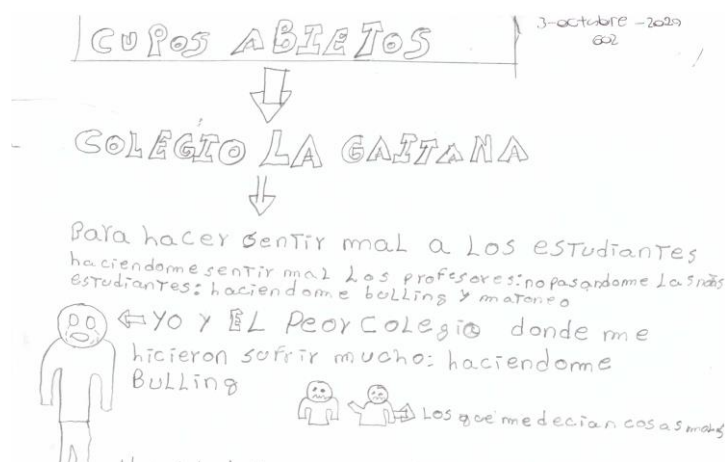 CUPOS ABIETOS
3-octubre-2020
602
COLEGIO LA GAITANA
Para hacer sentir mal a Los estudiantes
haciendome sentir mal Los profesores: no pasandome Las
estudiantes: haciendome bulling y matoneo
YO Y EL Peor Colegio donde me
hicieron sufrir mucho: haciendome
Bulling
Los que me decian cosas malas